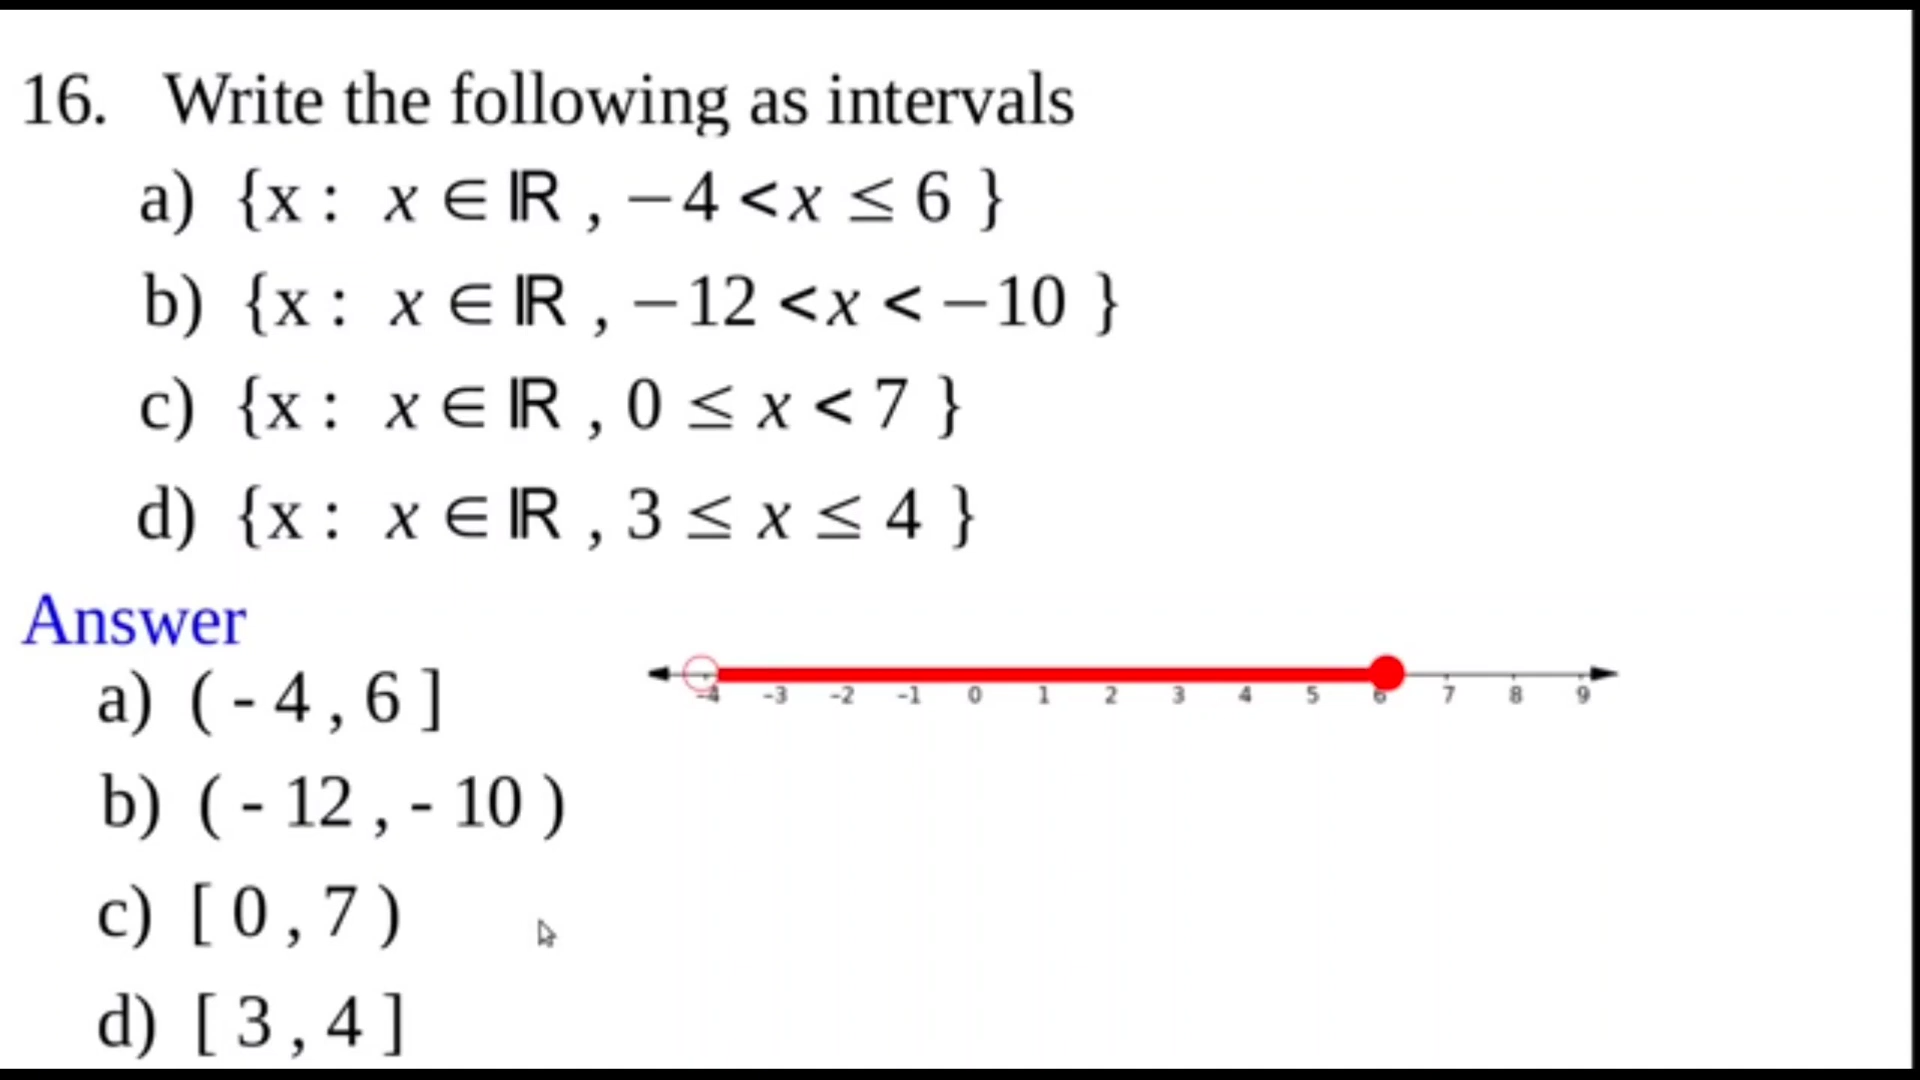 16. Write the following as intervals
a) {x : x ∈ ℝ , −4 < x ≤ 6 }
b) {x : x ∈ ℝ , −12 < x < −10 }
c) {x : x ∈ ℝ , 0 ≤ x < 7 }
d) {x : x ∈ ℝ , 3 ≤ x ≤ 4 }
Answer
a) ( - 4 , 6 ]
-4 -3 -2 -1 0 1 2 3 4 5 6 7 8 9
b) ( - 12 , - 10 )
c) [ 0 , 7 )
d) [ 3 , 4 ]